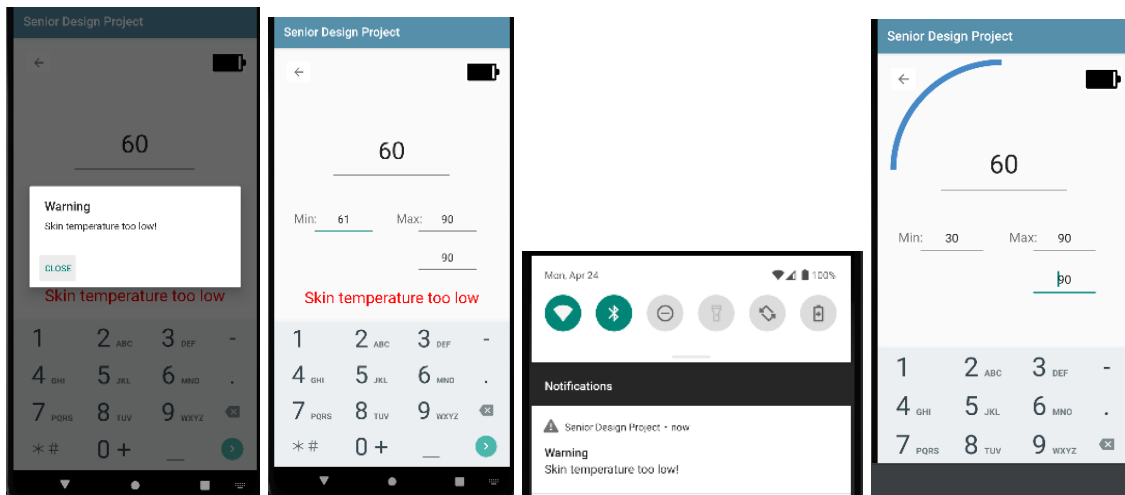 Senior Design Project
60
Warning
Skin temperature too low!
CLOSE
Skin temperature too low
1 2 ABC 3 DEF -
4 GHI 5 JKL 6 MNO .
7 PQRS 8 TUV 9 WXYZ
*# 0 + _
Senior Design Project
60
Min: 61 Max: 90
90
Skin temperature too low
1 2 ABC 3 DEF -
4 GHI 5 JKL 6 MNO .
7 PQRS 8 TUV 9 WXYZ
*# 0 + _
Mon, Apr 24 100%
Notifications
Senior Design Project • now
Warning
Skin temperature too low!
Senior Design Project
60
Min: 30 Max: 90
90
1 2 ABC 3 DEF -
4 GHI 5 JKL 6 MNO .
7 PQRS 8 TUV 9 WXYZ